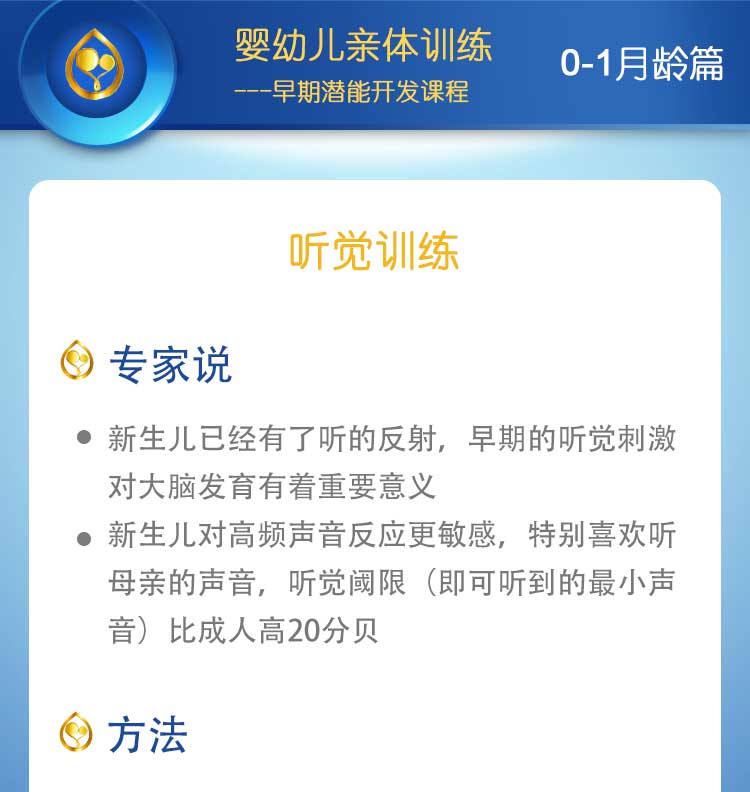 婴幼儿亲体训练
---早期潜能开发课程
0-1月龄篇
听觉训练
专家说
● 新生儿已经有了听的反射，早期的听觉刺激
对大脑发育有着重要意义
● 新生儿对高频声音反应更敏感，特别喜欢听
母亲的声音，听觉阈限（即可听到的最小声
音）比成人高20分贝
方法